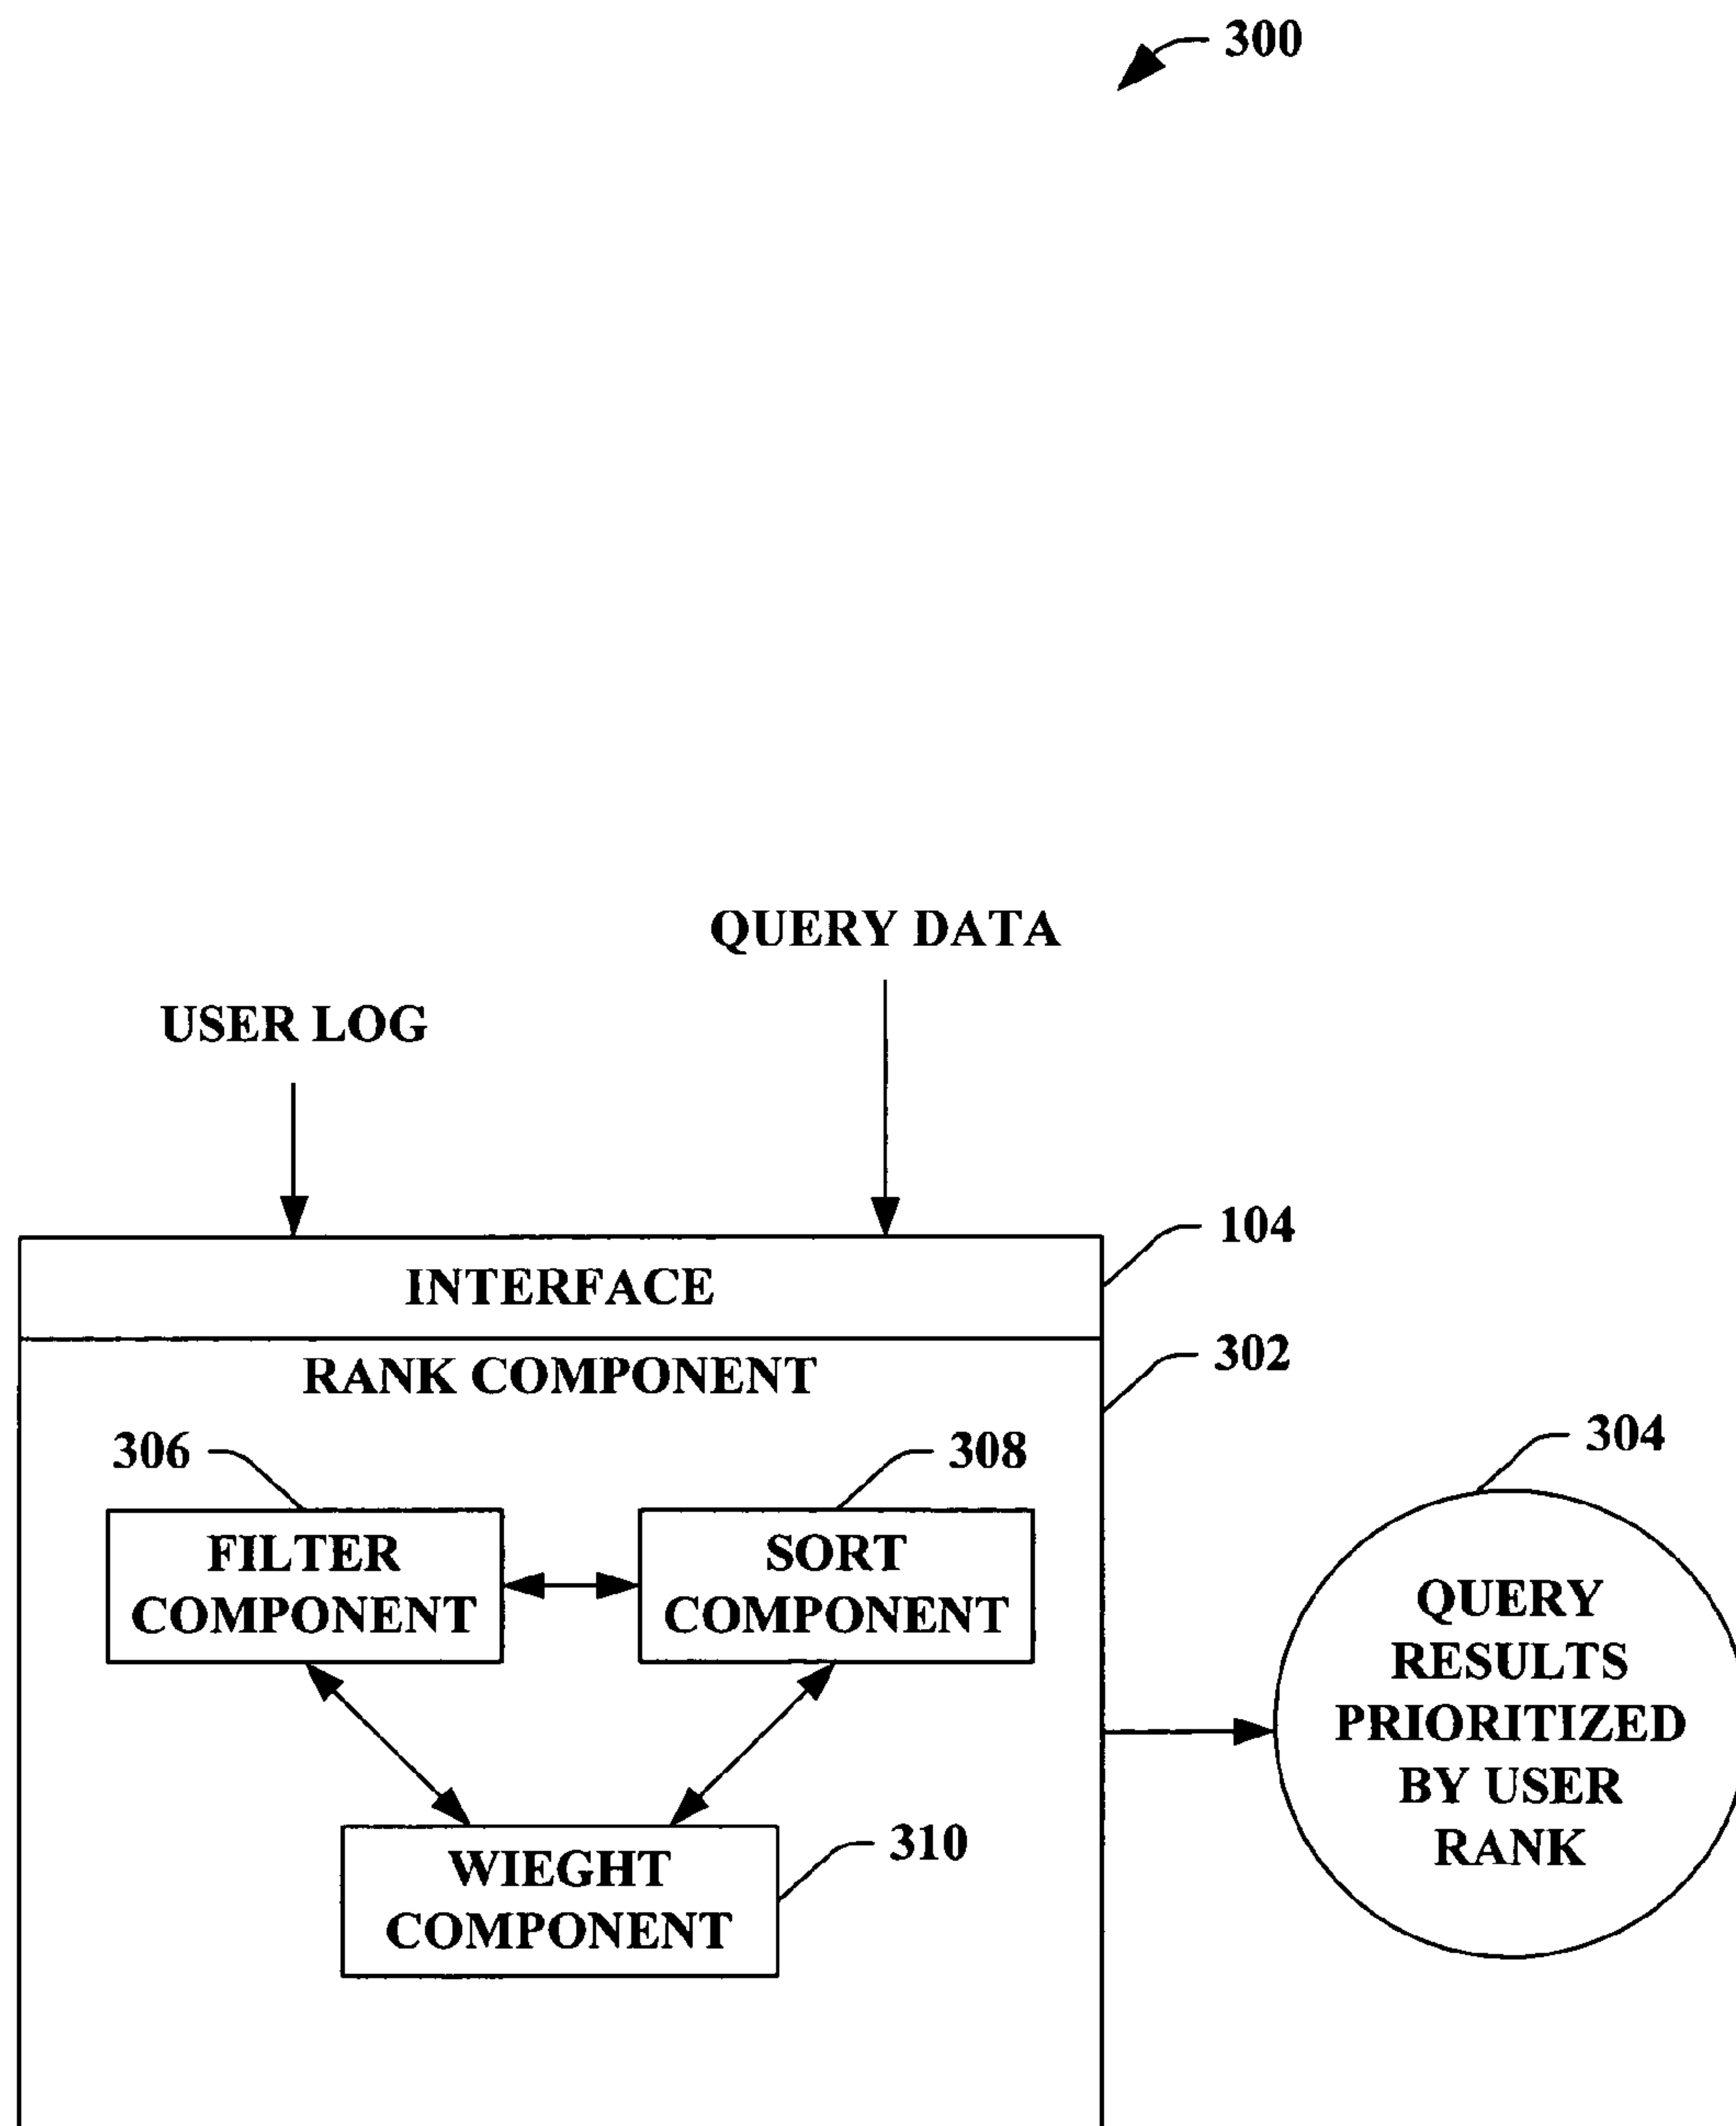 300
QUERY DATA
USER LOG
104
INTERFACE
302
RANK COMPONENT
306
308
304
FILTER
COMPONENT
SORT
COMPONENT
QUERY
RESULTS
PRIORITIZED
BY USER
RANK
310
WIEGHT
COMPONENT